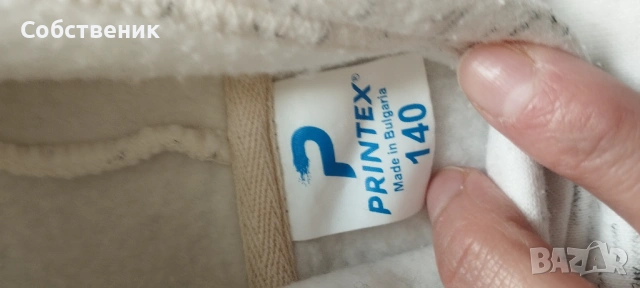 Собственик
P
PRINTEX®
Made in Bulgaria
140
BAZAR